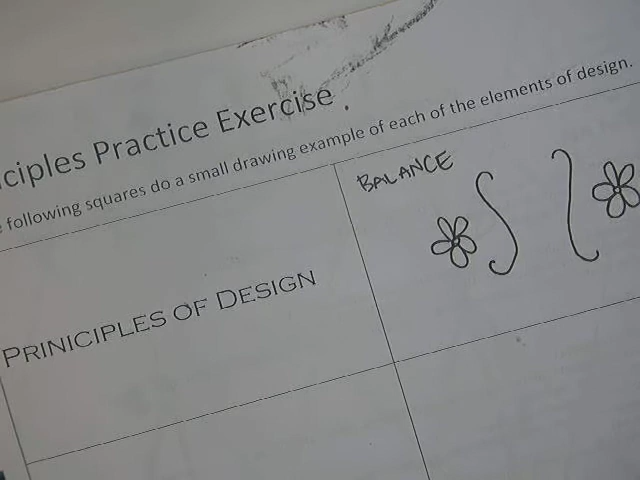 ciples Practice Exercise.
following squares do a small drawing example of each of the elements of design.
BALANCE
PRINICIPLES OF DESIGN